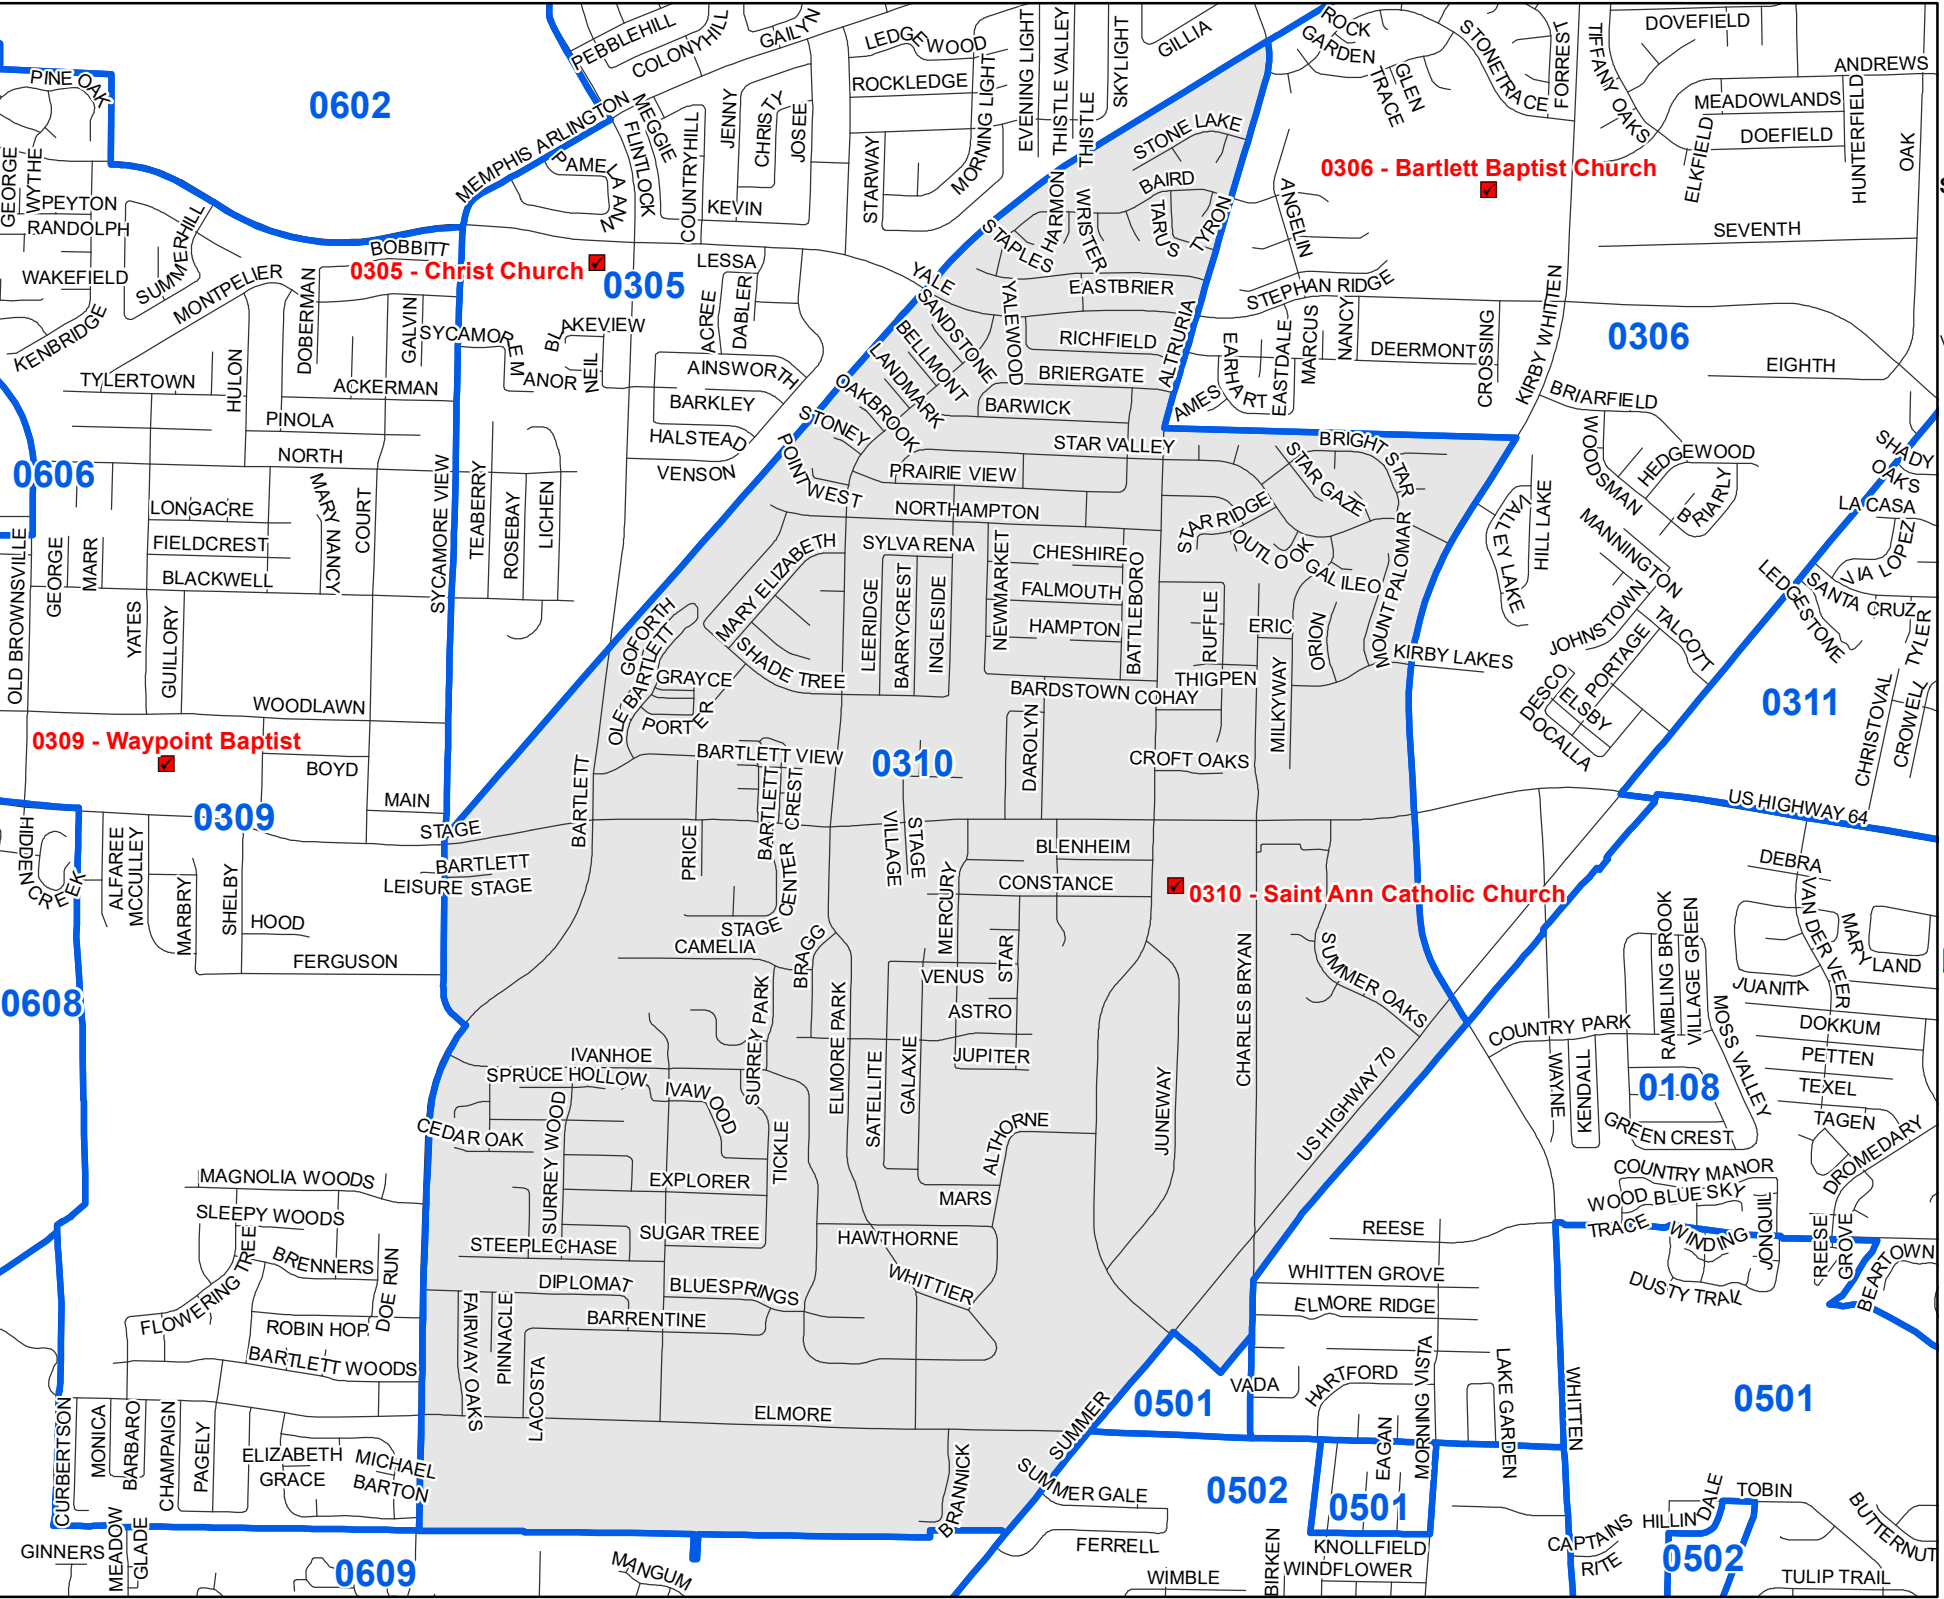 PEBBLEHILL
COLONYHILL
GAILYN
LEDGEWOOD
EVENING LIGHT
THISTLE VALLEY
SKYLIGHT
GILLIA
ROCK
GARDEN
TRACE
GLEN
STONETRACE
FORREST
TIFFANY OAKS
DOVEFIELD
ANDREWS
PINE OAK
0602
MEMPHIS ARLINGTON
MEGGIE
FLINTLOCK
COUNTRYHILL
JENNY
CHRISTY
JOSEE
ROCKLEDGE
MORNING LIGHT
THISTLE
STONE LAKE
MEADOWLANDS
DOEFIELD
ELKFIELD
HUNTERFIELD
OAK
0306 - Bartlett Baptist Church
GEORGE
WYTHE
PEYTON
RANDOLPH
WAKEFIELD
SUMMERHILL
KENBRIDGE
MONTPELIER
PAMELA ANN
KEVIN
STARWAY
HARMON
WRISTER
BAIRD
TARUS
TYRON
STAPLES
ANGELIN
SEVENTH
BOBBITT
0305 - Christ Church
0305
LESSA
ACREE
DABLER
YALE
EASTBRIER
STEPHAN RIDGE
KIRBY WHITTEN
0306
EIGHTH
DOBERMAN
GALVIN
SYCAMORE
MANOR
BLAKEVIEW
NEIL
AINSWORTH
BARKLEY
HALSTEAD
VENSON
SANDSTONE
BELLMONT
LANDMARK
OAKBROOK
STONEY
YALEWOOD
RICHFIELD
BRIERGATE
BARWICK
ALTRURIA
AMES
EARHART
EASTDALE
MARCUS
NANCY
DEERMONT
CROSSING
BRIARFIELD
TYLERTOWN
HULON
ACKERMAN
PINOLA
NORTH
0606
LONGACRE
FIELDCREST
BLACKWELL
MARY NANCY
COURT
SYCAMORE VIEW
TEABERRY
ROSEBAY
LICHEN
POINT WEST
STAR VALLEY
PRAIRIE VIEW
NORTHAMPTON
BRIGHT STAR
STAR GAZE
STAR RIDGE
OUTLOOK
GALILEO
MOUNT PALOMAR
WOODSMAN
HEDGEWOOD
BRIARLY
SHADY
OAKS
LA CASA
VIA LOPEZ
SANTA CRUZ
LEDGESTONE
TYLER
VALLEY LAKE
HILL LAKE
MANNINGTON
JOHNSTOWN
TALCOTT
PORTAGE
DESCO
ELSBY
DOCALLA
0311
CHRISTOVAL
CROWELL
OLD BROWNSVILLE
GEORGE
MARR
YATES
GUILLORY
WOODLAWN
MARY ELIZABETH
SYLVARENA
LEERIDGE
BARRYCREST
INGLESIDE
NEWMARKET
CHESHIRE
FALMOUTH
HAMPTON
BATTLEBORO
RUFFLE
ERIC
ORION
KIRBY LAKES
GOFORTH
OLE BARTLETT
GRAYCE
PORTER
SHADE TREE
BARDSTOWN
COHAY
THIGPEN
MILKYWAY
DAROLYN
CROFT OAKS
BARTLETT VIEW
0310
0309 - Waypoint Baptist
0309
BOYD
MAIN
STAGE
BARTLETT
BARTLETT
LEISURE STAGE
PRICE
BARTLETT
CREST
CENTER
STAGE
VILLAGE
STAGE
BLENHEIM
CONSTANCE
MERCURY
0310 - Saint Ann Catholic Church
US HIGHWAY 64
DEBRA
VAN DER VEER
MARY
LAND
HIDDEN CREEK
ALFAREE
MCCULLEY
MARBRY
SHELBY
HOOD
FERGUSON
0608
CAMELIA
BRAGG
SURREY PARK
VENUS
STAR
ASTRO
JUPITER
ELMORE PARK
SATELLITE
GALAXIE
JUNEWAY
CHARLES BRYAN
SUMMER OAKS
US HIGHWAY 70
COUNTRY PARK
WAYNE
KENDALL
RAMBLING BROOK
VILLAGE GREEN
MOSS VALLEY
0108
GREEN CREST
JUANITA
DOKKUM
PETTEN
TEXEL
TAGEN
DROMEDARY
IVANHOE
SPRUCE HOLLOW
IVAWOOD
CEDAR OAK
SURREY WOOD
TICKLE
EXPLORER
SUGAR TREE
STEEPLECHASE
ALTHORNE
MARS
HAWTHORNE
WHITTIER
COUNTRY MANOR
WOOD
TRACE
BLUE SKY
WINDING
JONQUIL
DUSTY TRAIL
REESE
GROVE
BEARTOWN
MAGNOLIA WOODS
SLEEPY WOODS
BRENNERS
FLOWERING TREE
DOE RUN
ROBIN HOP
BARTLETT WOODS
DIPLOMAT
BLUESPRINGS
BARRENTINE
FAIRWAY OAKS
PINNACLE
LACOSTA
ELMORE
REESE
WHITTEN GROVE
ELMORE RIDGE
0501
VADA
HARTFORD
MORNING VISTA
LAKE GARDEN
WHITTEN
0501
CURBERTSON
MONICA
BARBARO
CHAMPAIGN
PAGELY
ELIZABETH
GRACE
MICHAEL
BARTON
SUMMER
BRANNICK
SUMMER GALE
FERRELL
0502
EAGAN
0501
KNOLLFIELD
WINDFLOWER
BIRKEN
WIMBLE
CAPTAINS
RITE
HILLIN
DALE
TOBIN
0502
BUTTERNUT
TULIP TRAIL
GINNERS
MEADOW
GLADE
0609
MANGUM